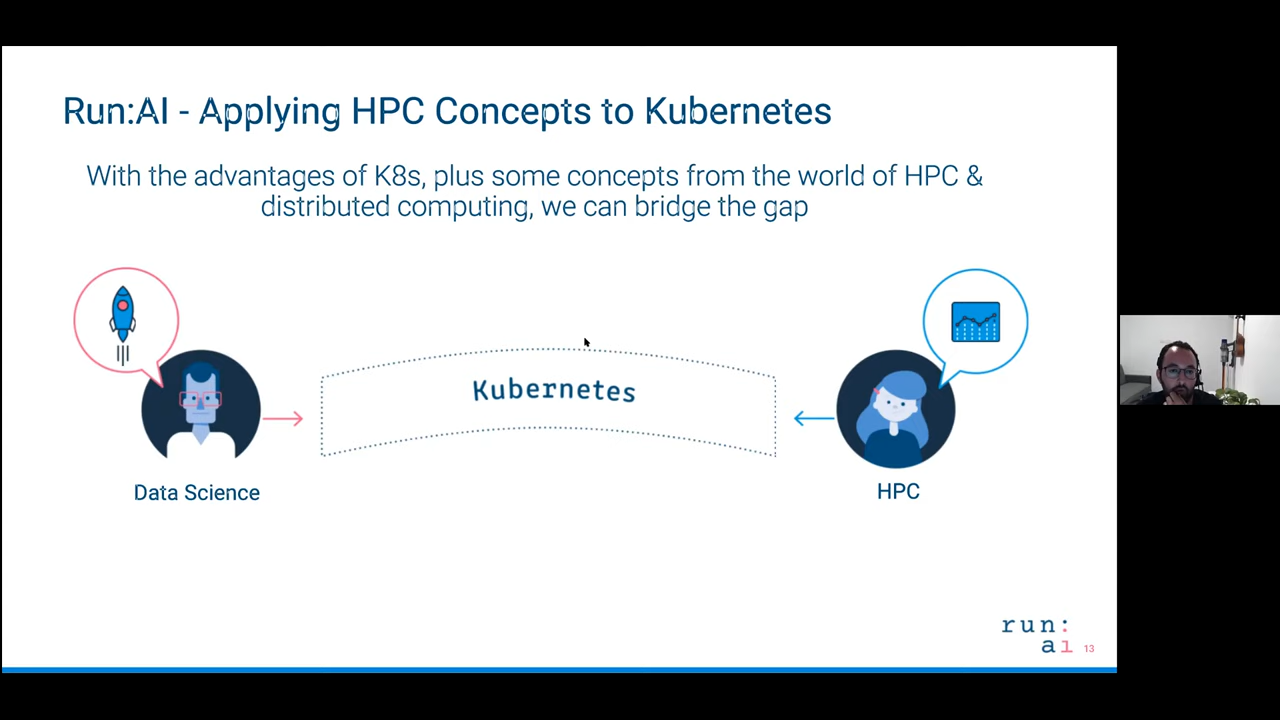 Run:AI - Applying HPC Concepts to Kubernetes
With the advantages of K8s, plus some concepts from the world of HPC &
distributed computing, we can bridge the gap
Kubernetes
Data Science
HPC
run:
ai
13